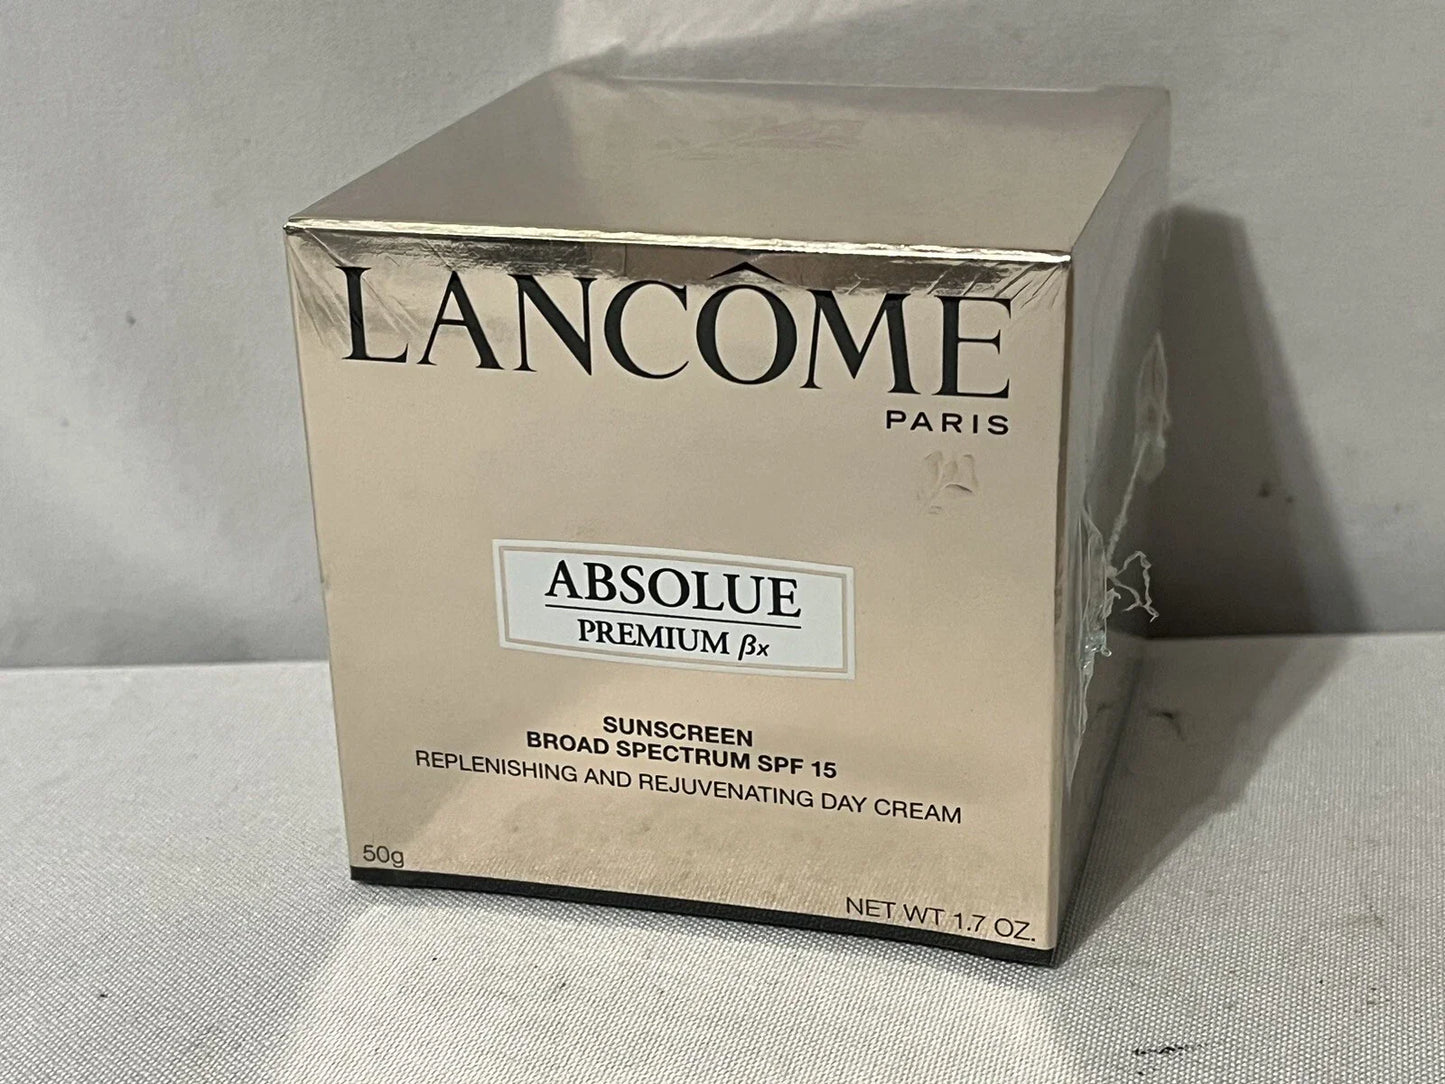 LANCÔME
PARIS
ABSOLUE
PREMIUM βx
SUNSCREEN
BROAD SPECTRUM SPF 15
REPLENISHING AND REJUVENATING DAY CREAM
50g
NET WT 1.7 OZ.